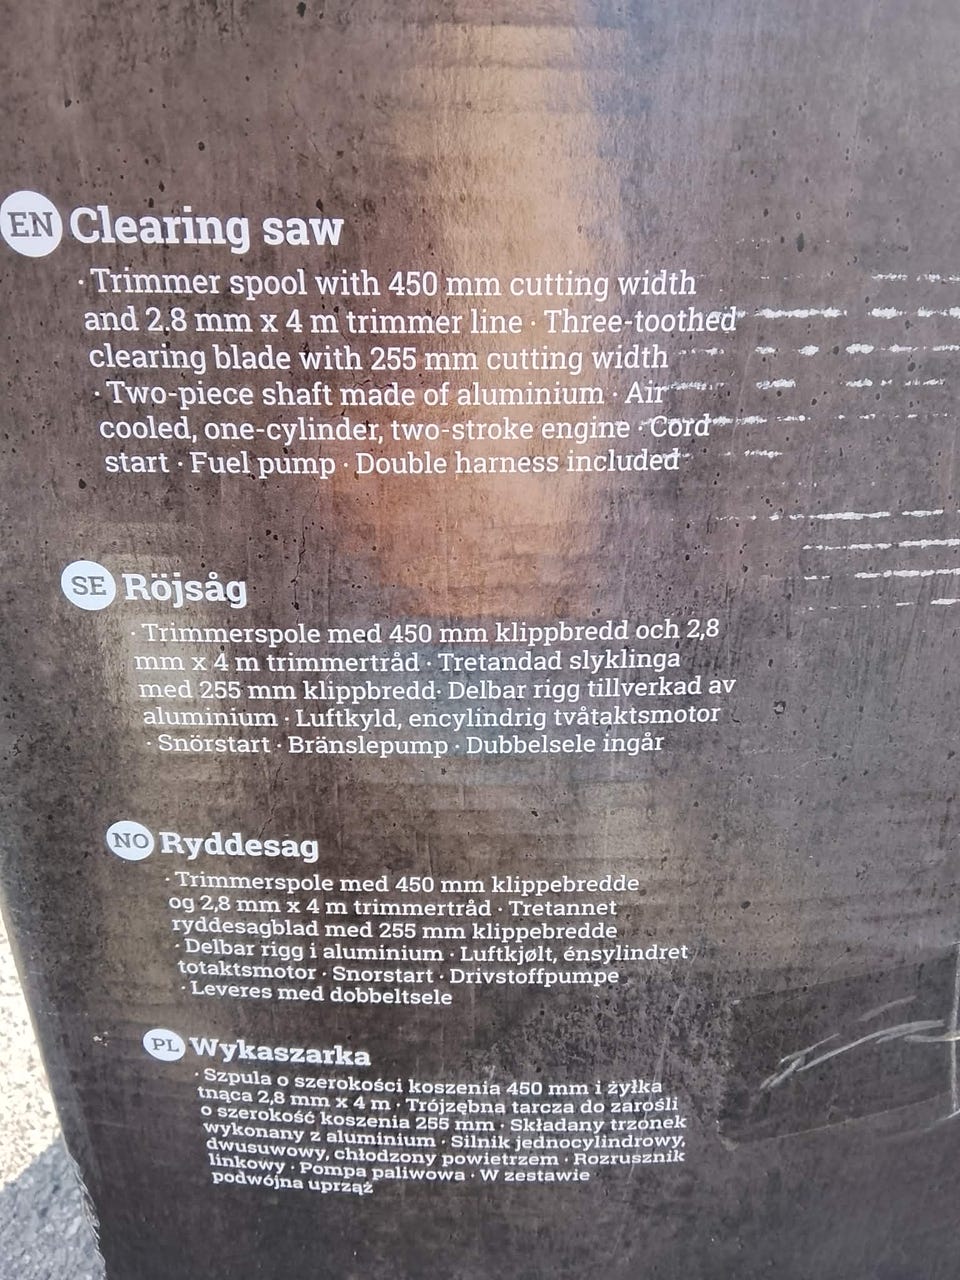 EN Clearing saw
· Trimmer spool with 450 mm cutting width
and 2.8 mm x 4 m trimmer line · Three-toothed
clearing blade with 255 mm cutting width
· Two-piece shaft made of aluminium · Air
cooled, one-cylinder, two-stroke engine · Cord
start · Fuel pump · Double harness included
SE Röjsåg
· Trimmerspole med 450 mm klippbredd och 2,8
mm x 4 m trimmertråd · Tretandad slyklinga
med 255 mm klippbredd· Delbar rigg tillverkad av
aluminium · Luftkyld, encylindrig tvåtaktsmotor
· Snörstart · Bränslepump · Dubbelsele ingår
NO Ryddesag
· Trimmerspole med 450 mm klippebredde
og 2,8 mm x 4 m trimmertråd · Tretannet
ryddesagblad med 255 mm klippebredde
· Delbar rigg i aluminium · Luftkjølt, énsylindret
totaktsmotor · Snorstart · Drivstoffpumpe
· Leveres med dobbeltsele
PL Wykaszarka
· Szpula o szerokości koszenia 450 mm i żyłka
tnąca 2,8 mm x 4 m · Trójzębna tarcza do zarośli
o szerokość koszenia 255 mm · Składany trzonek
wykonany z aluminium · Silnik jednocylindrowy,
dwusuwowy, chłodzony powietrzem · Rozrusznik
linkowy · Pompa paliwowa · W zestawie
podwójna uprząż